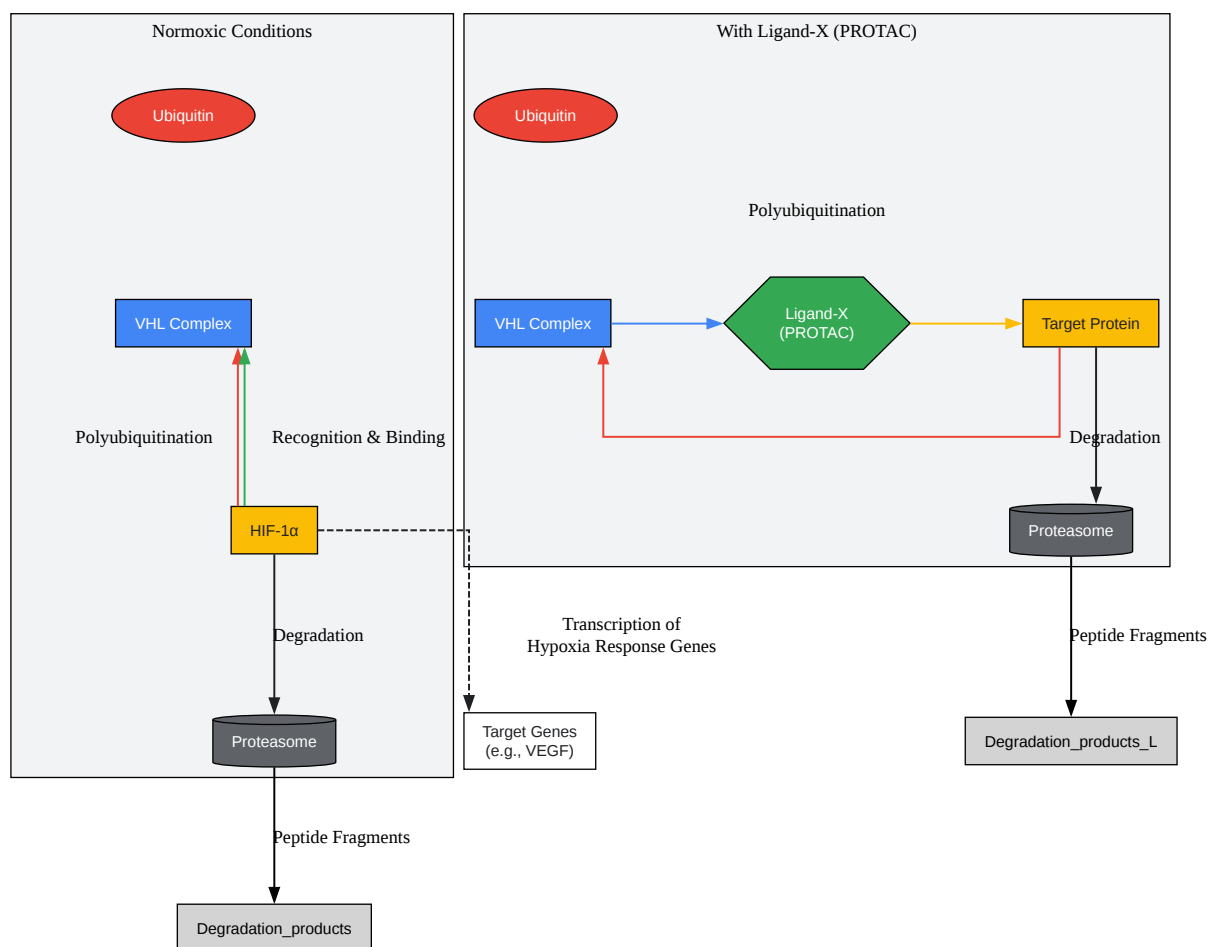 Normoxic Conditions
Ubiquitin
VHL Complex
Polyubiquitination
Recognition & Binding
HIF-1α
Degradation
Proteasome
Peptide Fragments
Degradation_products
Transcription of
Hypoxia Response Genes
Target Genes
(e.g., VEGF)
With Ligand-X (PROTAC)
Ubiquitin
Polyubiquitination
VHL Complex
Ligand-X
(PROTAC)
Target Protein
Degradation
Proteasome
Peptide Fragments
Degradation_products_L